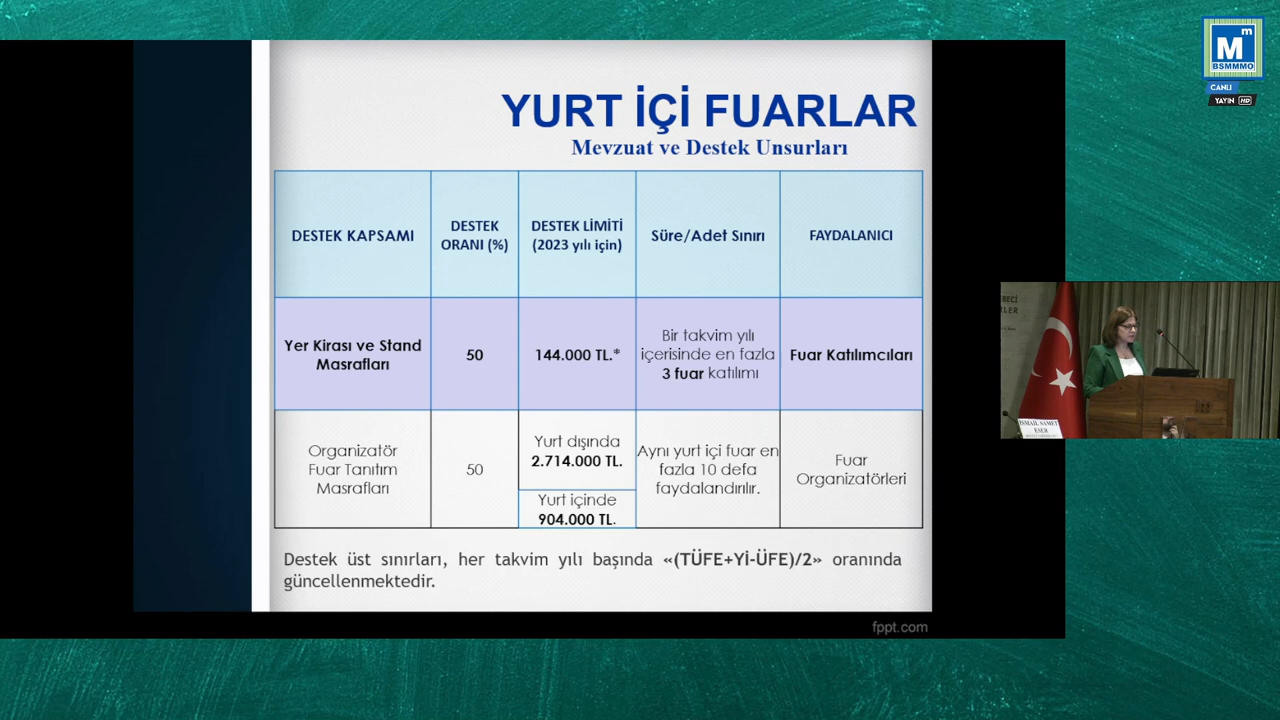 M m
BSMMMO
CANLI
YAYIN HD
YURT İÇİ FUARLAR
Mevzuat ve Destek Unsurları
DESTEK KAPSAMI
DESTEK
ORANI (%)
DESTEK LİMİTİ
(2023 yılı için)
Süre/Adet Sınırı
FAYDALANICI
Yer Kirası ve Stand
Masrafları
50
144.000 TL.*
Bir takvim yılı
içerisinde en fazla
3 fuar katılımı
Fuar Katılımcıları
Organizatör
Fuar Tanıtım
Masrafları
50
Yurt dışında
2.714.000 TL.
Yurt içinde
904.000 TL.
Aynı yurt içi fuar en
fazla 10 defa
faydalandırılır.
Fuar
Organizatörleri
Destek üst sınırları, her takvim yılı başında «(TÜFE+Yİ-ÜFE)/2» oranında
güncellenmektedir.
fppt.com
İSMAİL SAMET
ESER